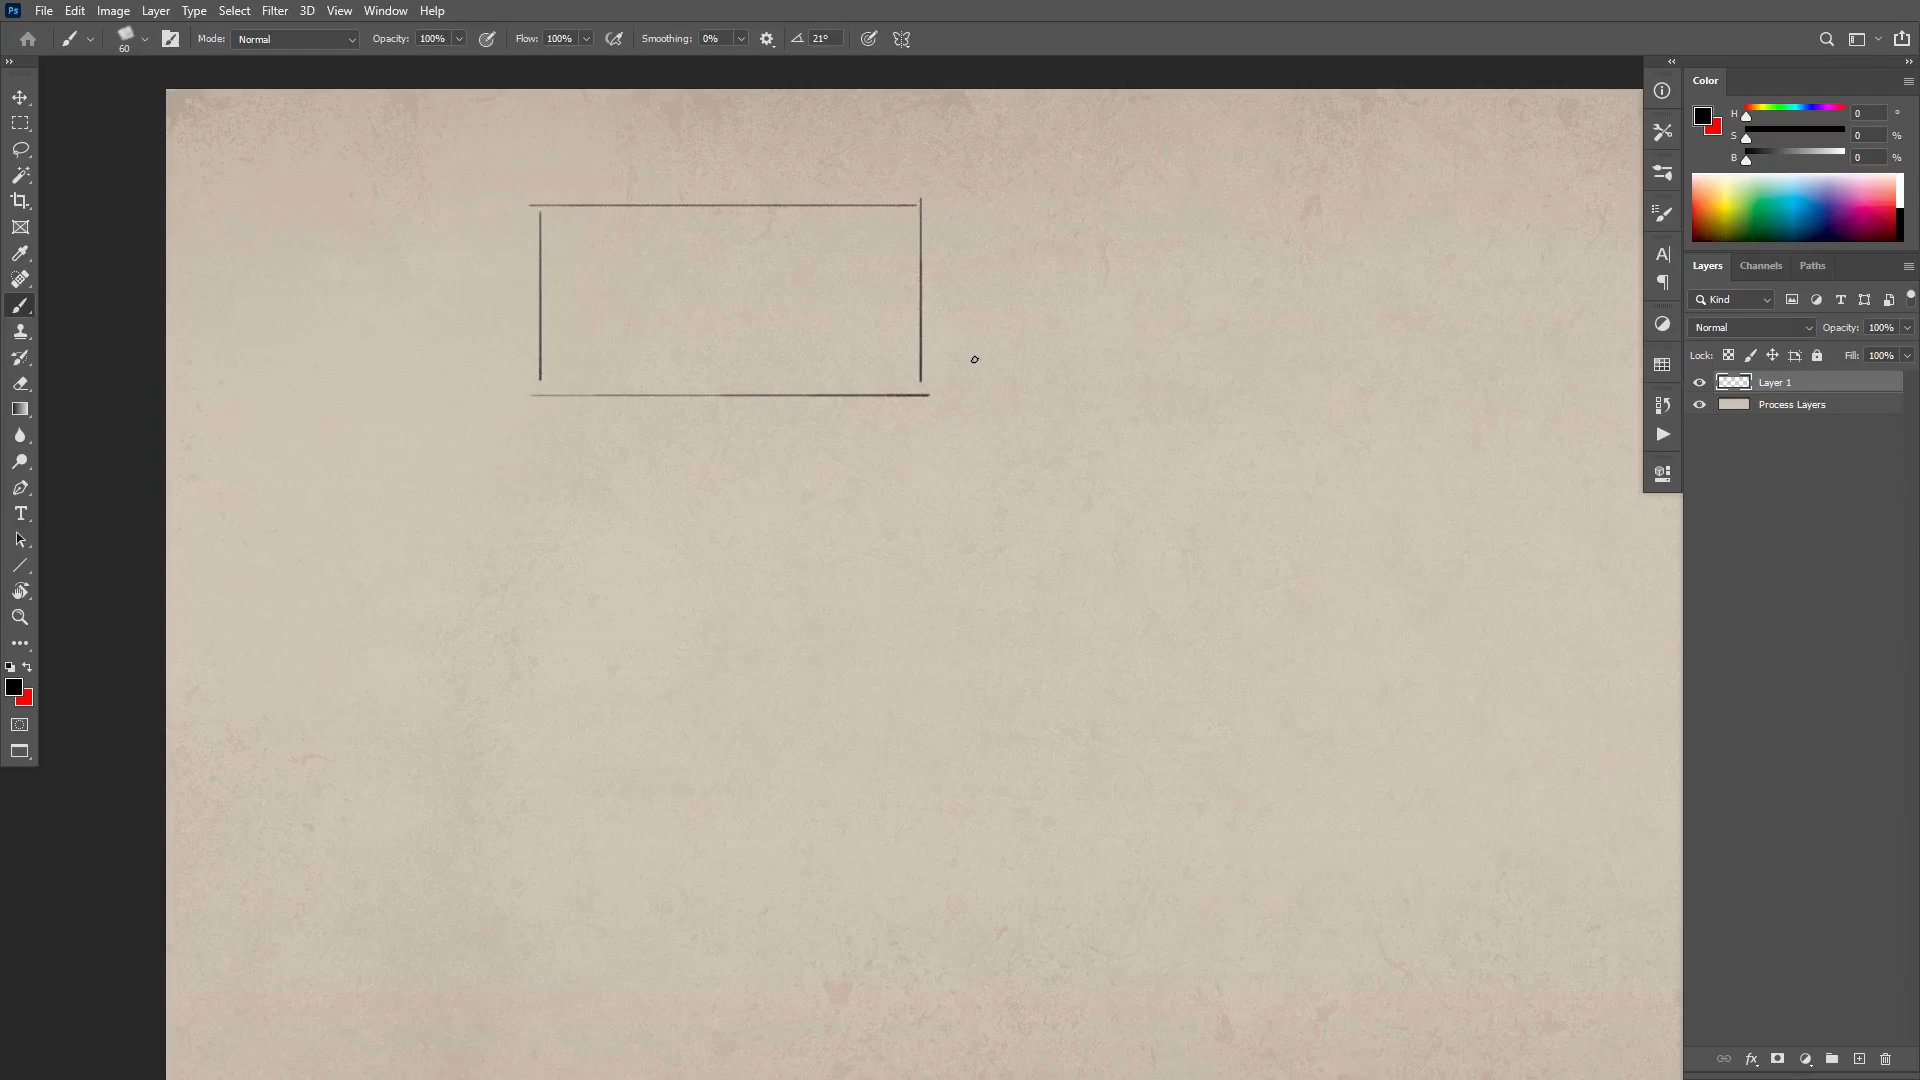 Ps File Edit Image Layer Type Select Filter 3D View Window Help
60 Mode: Normal Opacity: 100% Flow: 100% Smoothing: 0% 21°
Color
H 0 °
S 0 %
B 0 %
Layers Channels Paths
Kind
Normal Opacity: 100%
Lock: Fill: 100%
Layer 1
Process Layers